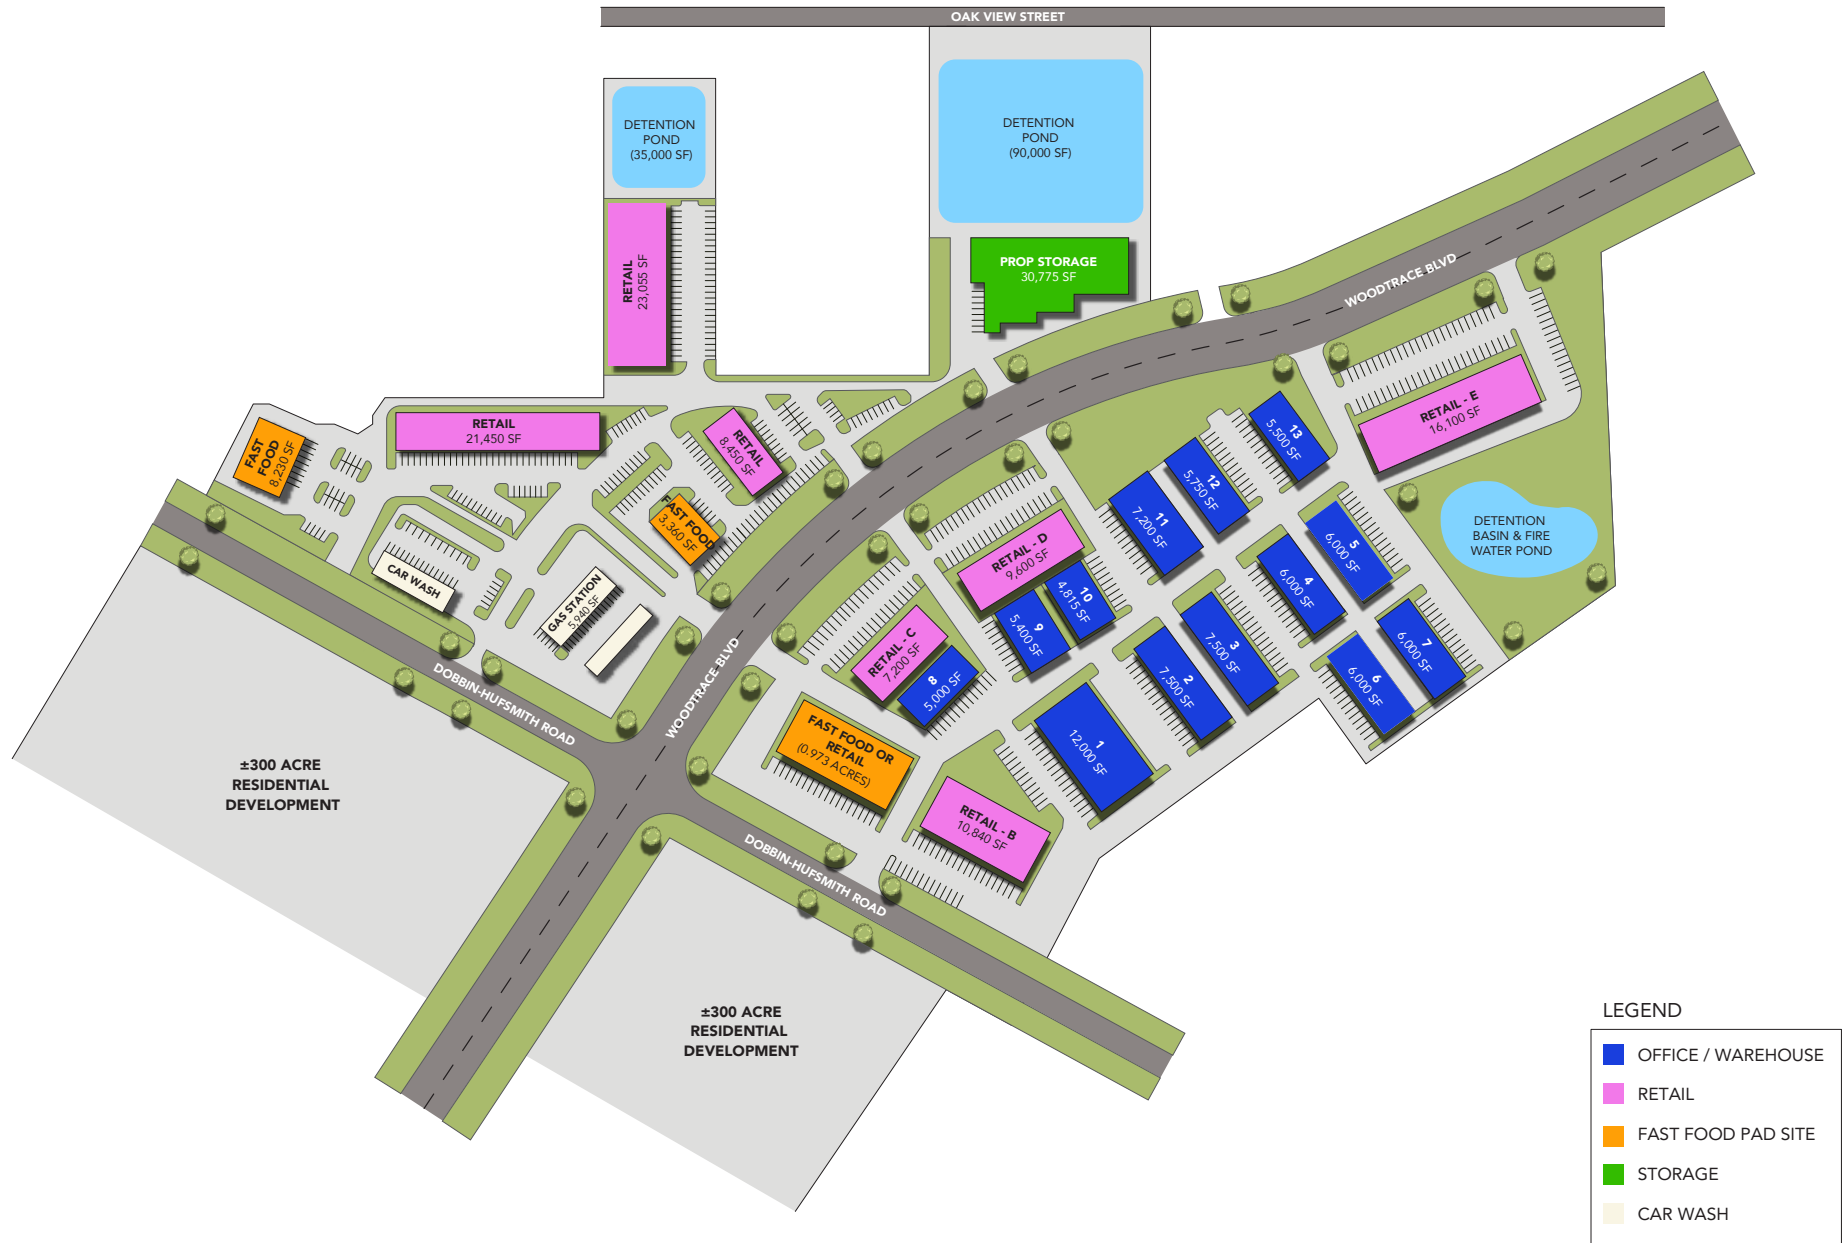 OAK VIEW STREET
DETENTION
POND
(35,000 SF)
DETENTION
POND
(90,000 SF)
RETAIL
23,055 SF
PROP STORAGE
30,775 SF
WOODTRACE BLVD
RETAIL
21,450 SF
RETAIL
8,450 SF
FAST
FOOD
8,230 SF
FAST FOOD
3,360 SF
CAR WASH
GAS STATION
5,940 SF
RETAIL - E
16,100 SF
13
5,500 SF
12
5,750 SF
11
7,200 SF
RETAIL - D
9,600 SF
10
4,815 SF
9
5,400 SF
5
6,000 SF
4
6,000 SF
3
7,500 SF
2
7,500 SF
7
6,000 SF
6
6,000 SF
DETENTION
BASIN & FIRE
WATER POND
RETAIL - C
7,200 SF
8
5,000 SF
1
12,000 SF
WOODTRACE BLVD
DOBBIN-HUFSMITH ROAD
FAST FOOD OR
RETAIL
(0.973 ACRES)
RETAIL - B
10,840 SF
DOBBIN-HUFSMITH ROAD
±300 ACRE
RESIDENTIAL
DEVELOPMENT
±300 ACRE
RESIDENTIAL
DEVELOPMENT
LEGEND
OFFICE / WAREHOUSE
RETAIL
FAST FOOD PAD SITE
STORAGE
CAR WASH